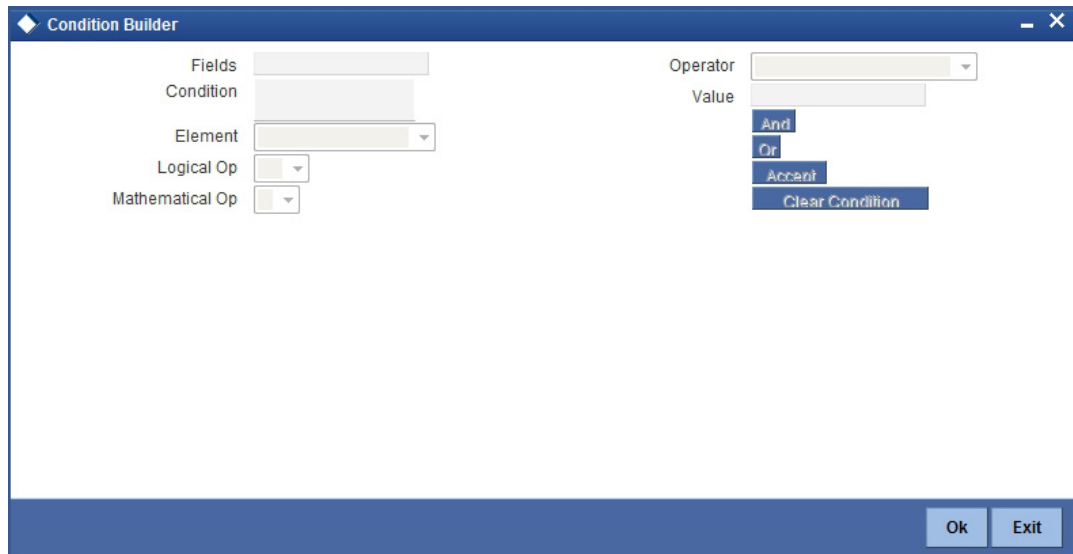 Condition Builder
Fields
Condition
Element
Logical Op
Mathematical Op
Operator
Value
And
Or
Accept
Clear Condition
Ok
Exit